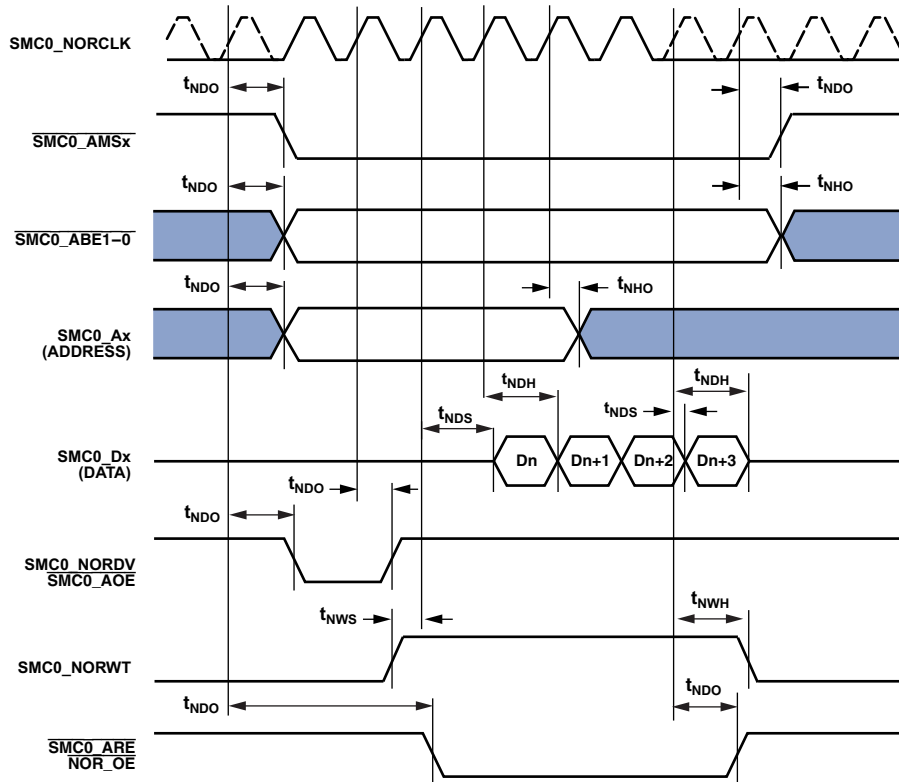 SMC0_NORCLK
tNDO
tNDO
SMC0_AMSx
tNDO
tNHO
SMC0_ABE1–0
tNDO
tNHO
SMC0_Ax
(ADDRESS)
tNDH
tNDH
tNDS
tNDS
SMC0_Dx
(DATA)
Dn
Dn+1
Dn+2
Dn+3
tNDO
tNDO
SMC0_NORDV
SMC0_AOE
tNWS
tNWH
SMC0_NORWT
tNDO
tNDO
SMC0_ARE
NOR_OE